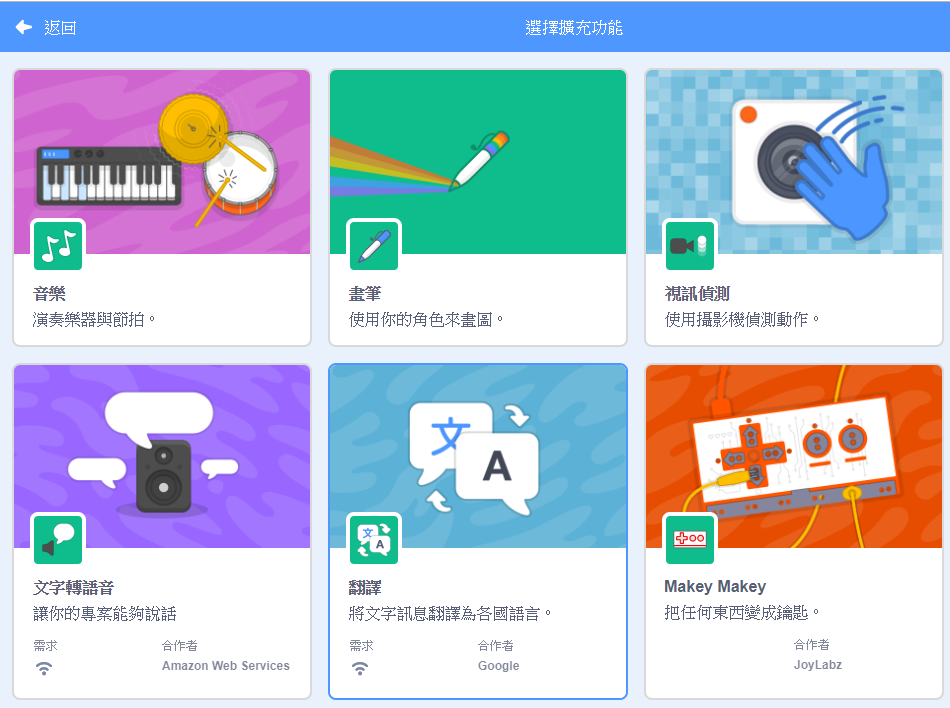 返回
選擇擴充功能
音樂
演奏樂器與節拍。
畫筆
使用你的角色來畫圖。
視訊偵測
使用攝影機偵測動作。
文字轉語音
讓你的專案能夠說話
需求
合作者
Amazon Web Services
文
A
文
A
翻譯
將文字訊息翻譯為各國語言。
需求
合作者
Google
Makey Makey
把任何東西變成鑰匙。
合作者
JoyLabz